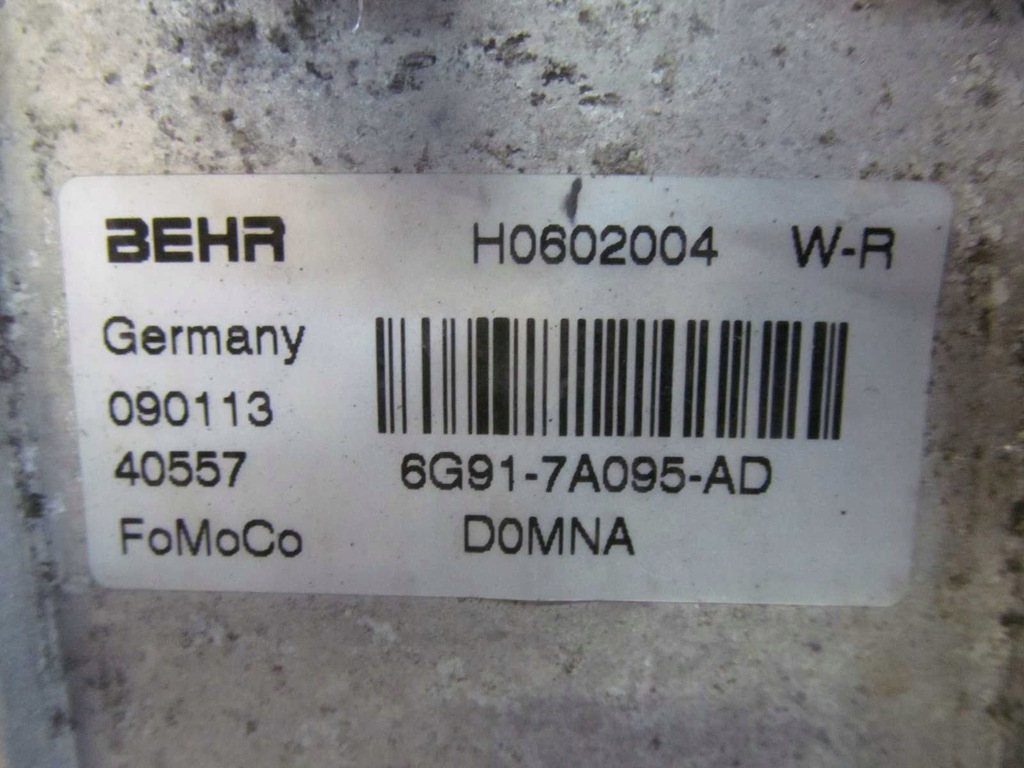 BEHR H0602004 W-R
Germany
090113
40557 6G91-7A095-AD
FoMoCo D0MNA